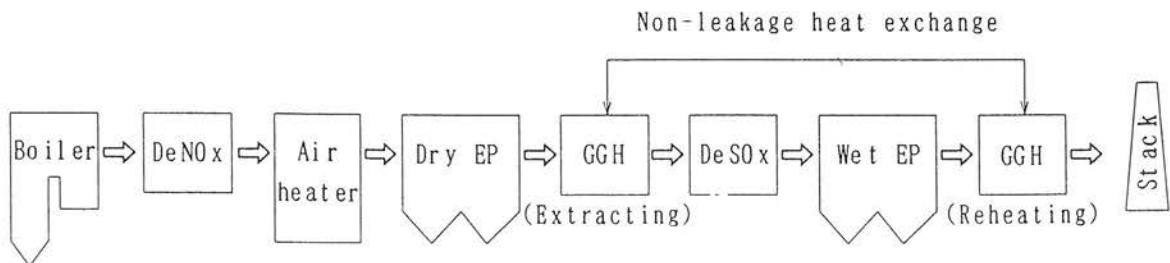 Non-leakage heat exchange
Boiler
DeNOx
Air
heater
Dry EP
GGH
(Extracting)
DeSOx
Wet EP
GGH
(Reheating)
Stack